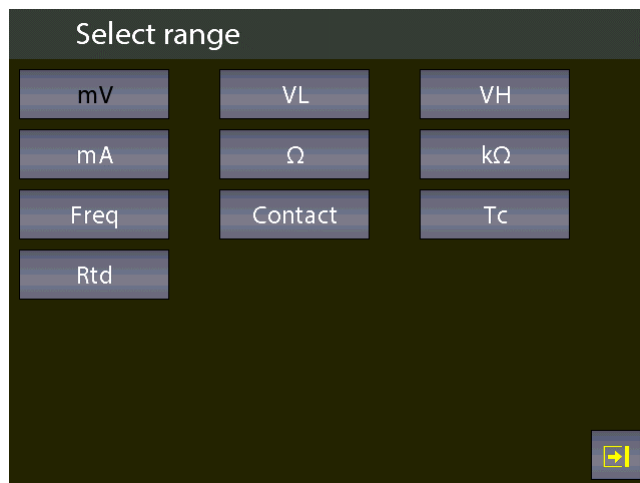 Select range
mV VL VH
mA Ω kΩ
Freq Contact Tc
Rtd